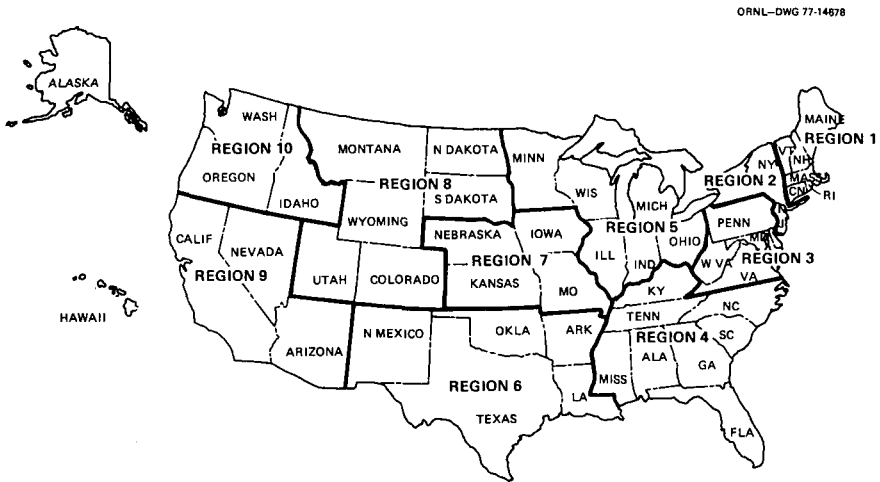 ORNL–DWG 77-14678
ALASKA
WASH
MAINE
REGION 1
REGION 10
MONTANA
N DAKOTA
MINN
VT
NH
NY
OREGON
REGION 8
REGION 2
MASS
CN
RI
IDAHO
S DAKOTA
WIS
MICH
WYOMING
PENN
NEBRASKA
IOWA
REGION 5
OHIO
CALIF
NEVADA
ILL
IND
REGION 3
REGION 9
UTAH
COLORADO
REGION 7
KANSAS
W VA
VA
MO
KY
HAWAII
NC
TENN
N MEXICO
OKLA
ARK
REGION 4
SC
ARIZONA
ALA
GA
REGION 6
MISS
LA
TEXAS
FLA